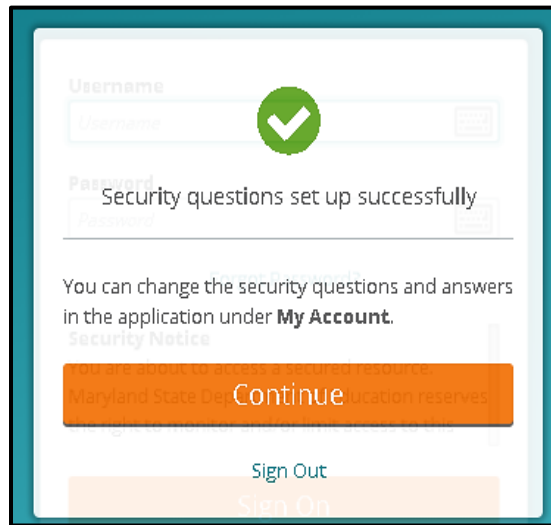 Username
Username
Password
Security questions set up successfully
Password
Forgot Password?
You can change the security questions and answers
in the application under My Account.
Security Notice
You are about to access a secured resource.
Continue
Maryland State Department of Education reserves
the right to monitor and/or limit access to this
Sign Out
Sign On